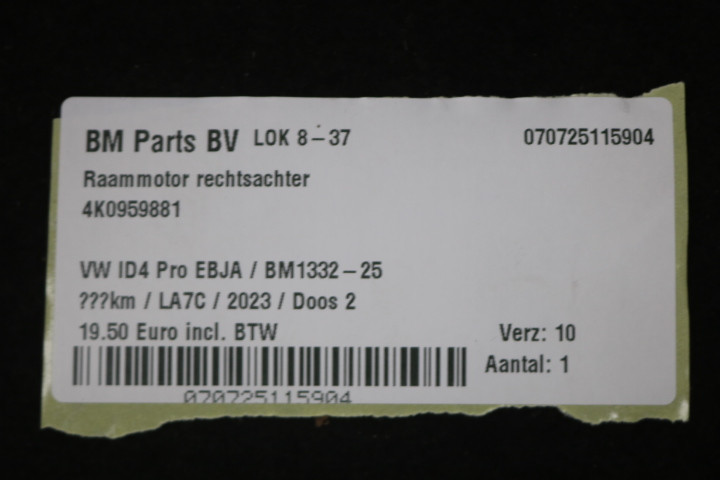 BM Parts BV LOK 8-37 070725115904
Raammotor rechtsachter
4K0959881
VW ID4 Pro EBJA / BM1332-25
???km / LA7C / 2023 / Doos 2
19.50 Euro incl. BTW Verz: 10
Aantal: 1
070725115904